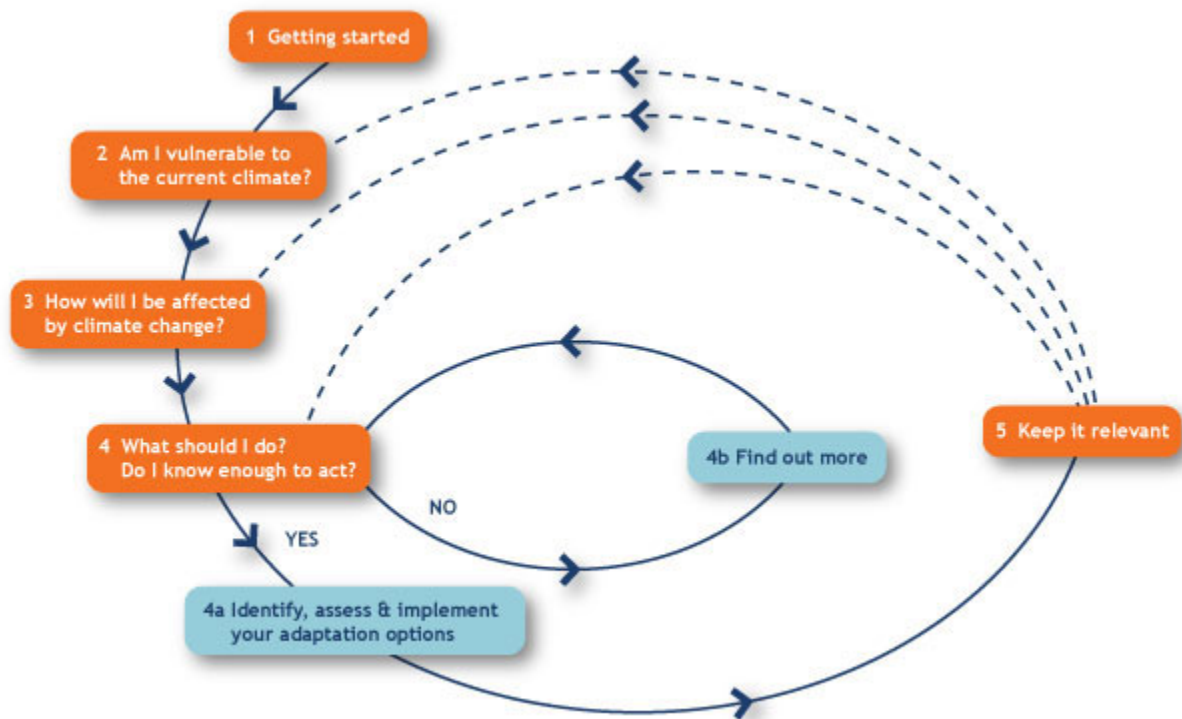 1 Getting started
2 Am I vulnerable to
the current climate?
3 How will I be affected
by climate change?
4 What should I do?
Do I know enough to act?
4b Find out more
5 Keep it relevant
NO
YES
4a Identify, assess & implement
your adaptation options